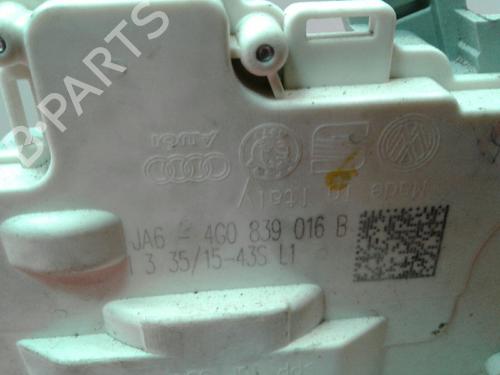 B-PARTS
Audi
Made in Italy
JA6 - 4G0 839 016 B
1 3 35/15-43S L1